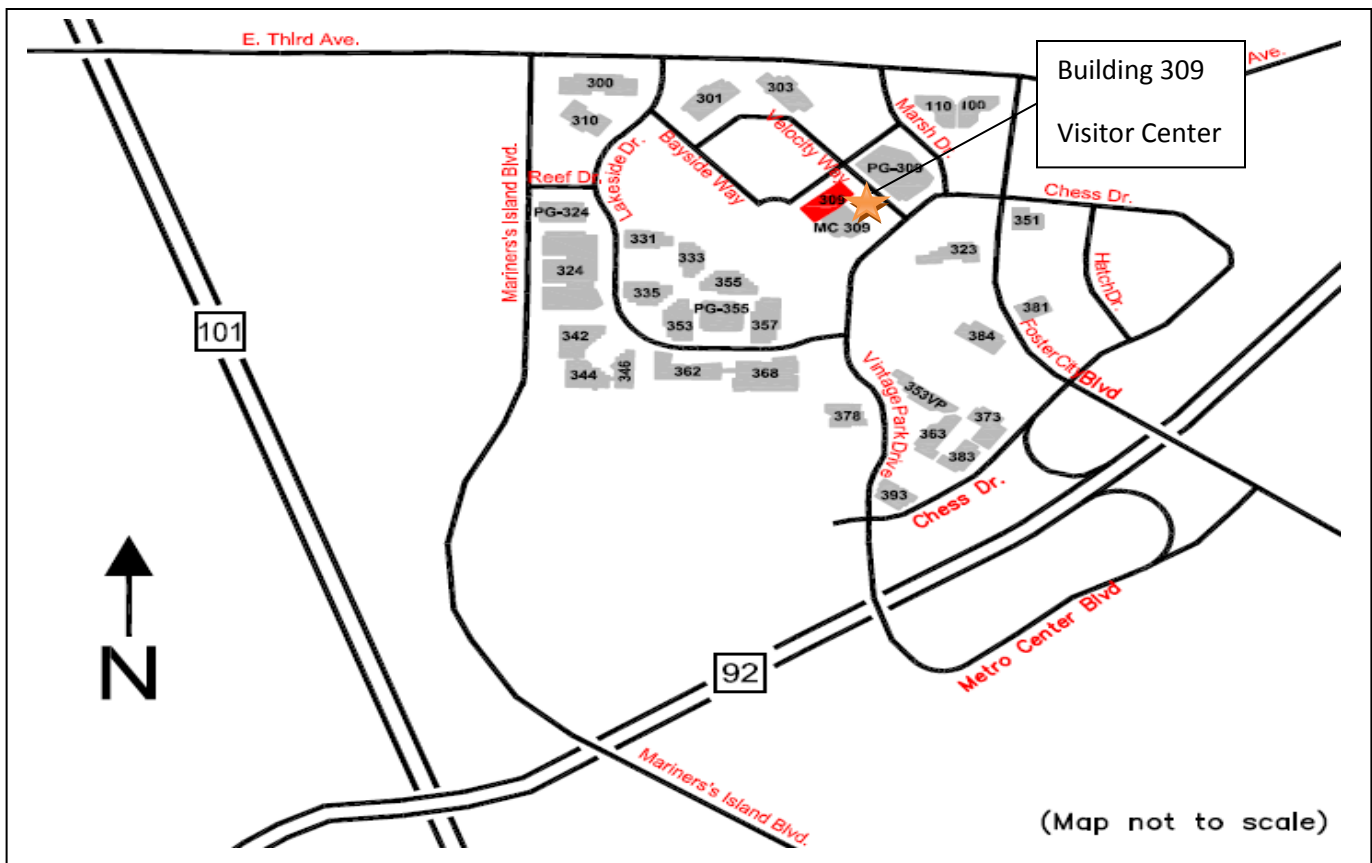 E. Third Ave.
Ave.
Building 309
Visitor Center
300
301
303
110
100
310
Marsh Dr.
Velocity Way
Bayside Way
Lakeside Dr.
Mariners's Island Blvd.
Reef Dr.
PG-308
309
MC 309
Chess Dr.
PG-324
351
331
333
323
Hatch Dr.
324
355
335
PG-355
353
357
381
384
342
Foster City Blvd
344
346
362
368
Vintage Park Drive
353VP
378
363
373
383
393
Chess Dr.
101
N
92
Metro Center Blvd
Mariners's Island Blvd.
(Map not to scale)